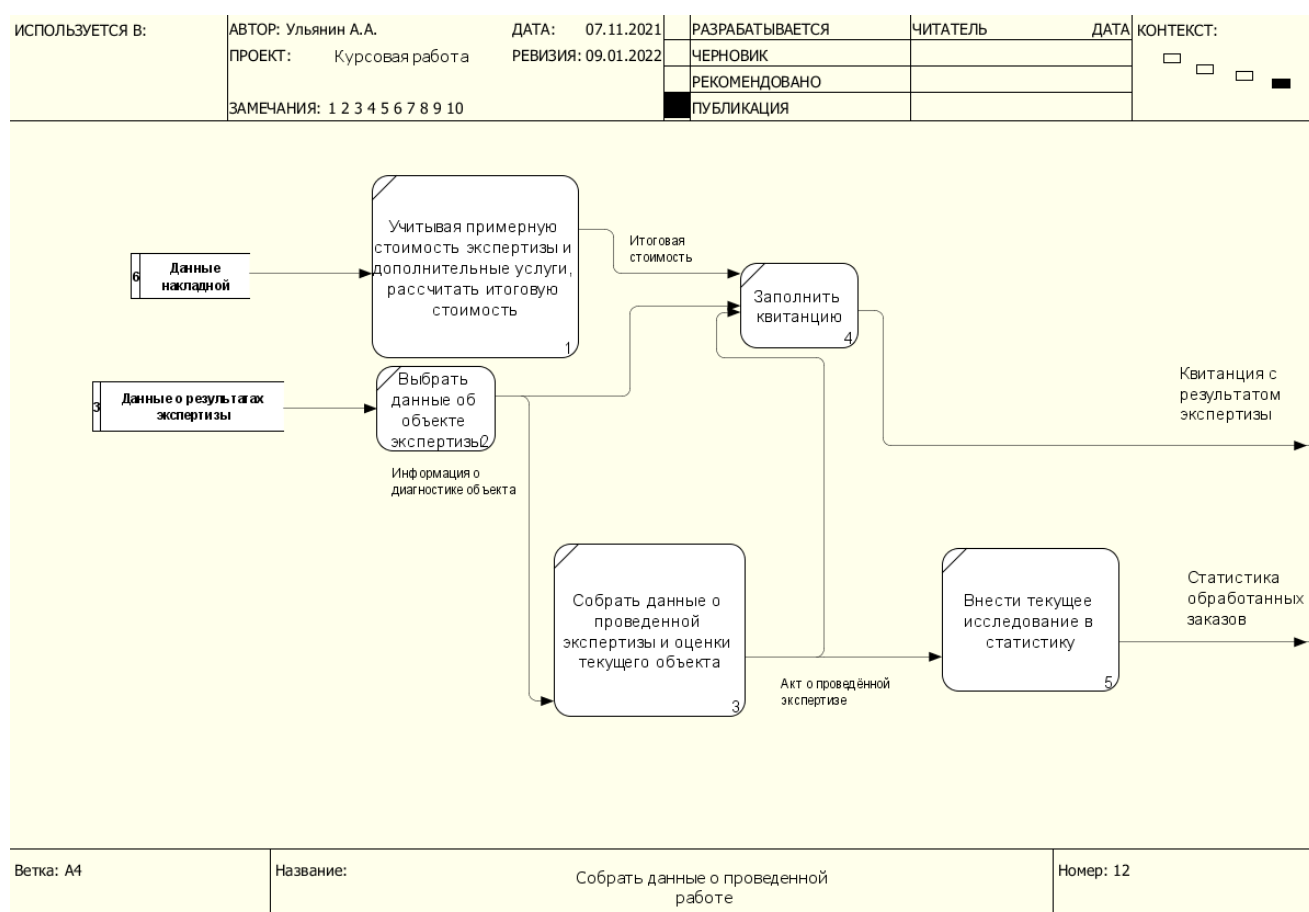 ИСПОЛЬЗУЕТСЯ В:
АВТОР: Ульянин А.А.
ДАТА: 07.11.2021
ПРОЕКТ: Курсовая работа
РЕВИЗИЯ: 09.01.2022
ЗАМЕЧАНИЯ: 1 2 3 4 5 6 7 8 9 10
РАЗРАБАТЫВАЕТСЯ
ЧЕРНОВИК
РЕКОМЕНДОВАНО
ПУБЛИКАЦИЯ
ЧИТАТЕЛЬ
ДАТА
КОНТЕКСТ:
Учитывая примерную
стоимость экспертизы и
дополнительные услуги,
рассчитать итоговую
стоимость
1
6
Данные
накладной
Итоговая
стоимость
Заполнить
квитанцию
4
3
Данные о результатах
экспертизы
Выбрать
данные об
объекте
экспертизы
2
Информация о
диагностике объекта
Квитанция с
результатом
экспертизы
Собрать данные о
проведенной
экспертизы и оценки
текущего объекта
3
Акт о проведённой
экспертизе
Внести текущее
исследование в
статистику
5
Статистика
обработанных
заказов
Ветка: A4
Название:
Собрать данные о проведенной
работе
Номер: 12